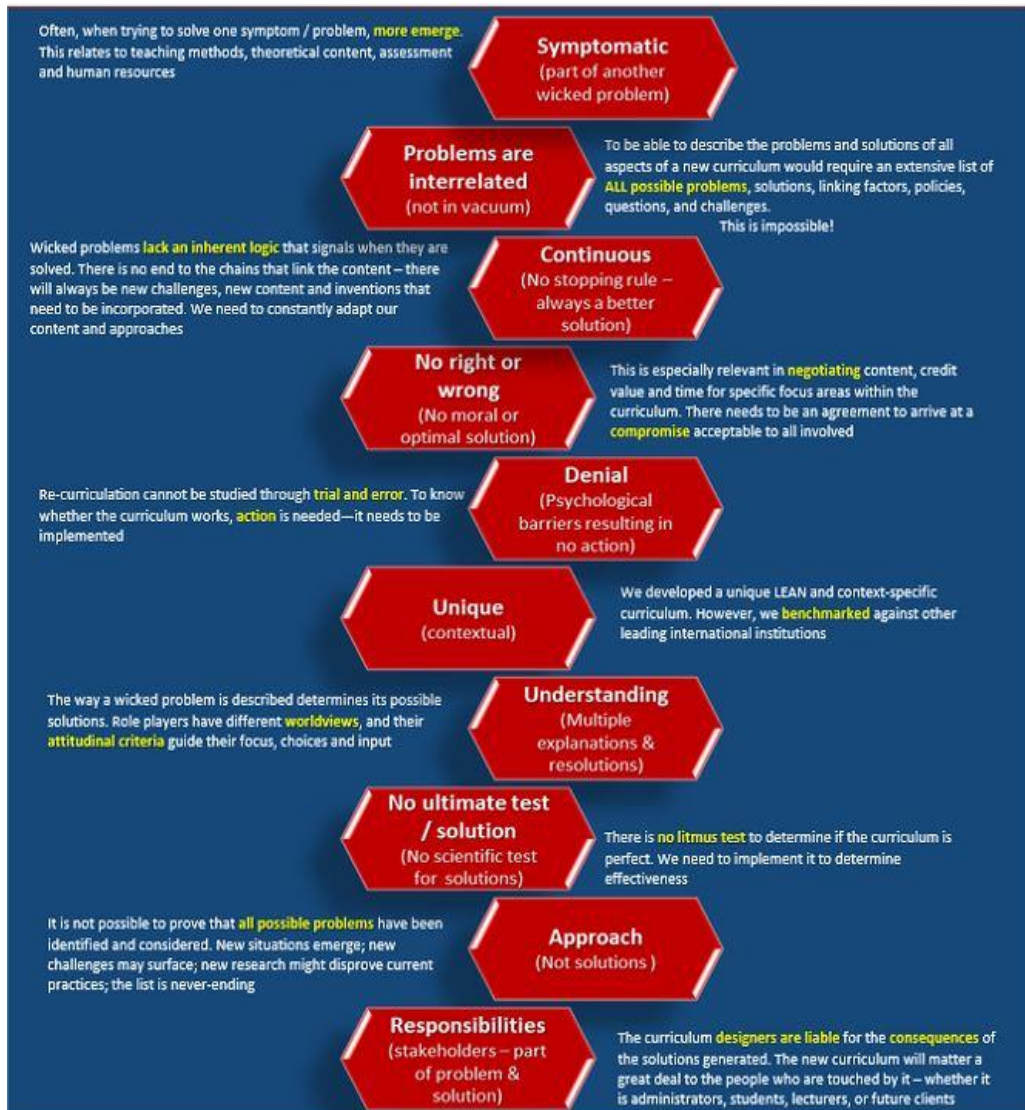 Often, when trying to solve one symptom / problem, more emerge.
This relates to teaching methods, theoretical content, assessment
and human resources
Symptomatic
(part of another
wicked problem)
Problems are
interrelated
(not in vacuum)
To be able to describe the problems and solutions of all
aspects of a new curriculum would require an extensive list of
ALL possible problems, solutions, linking factors, policies,
questions, and challenges.
This is impossible!
Wicked problems lack an inherent logic that signals when they are
solved. There is no end to the chains that link the content – there
will always be new challenges, new content and inventions that
need to be incorporated. We need to constantly adapt our
content and approaches
Continuous
(No stopping rule –
always a better
solution)
No right or
wrong
(No moral or
optimal solution)
This is especially relevant in negotiating content, credit
value and time for specific focus areas within the
curriculum. There needs to be an agreement to arrive at a
compromise acceptable to all involved
Re-curriculation cannot be studied through trial and error. To know
whether the curriculum works, action is needed—it needs to be
implemented
Denial
(Psychological
barriers resulting in
no action)
Unique
(contextual)
We developed a unique LEAN and context-specific
curriculum. However, we benchmarked against other
leading international institutions
The way a wicked problem is described determines its possible
solutions. Role players have different worldviews, and their
attitudinal criteria guide their focus, choices and input
Understanding
(Multiple
explanations &
resolutions)
No ultimate test
/ solution
(No scientific test
for solutions)
There is no litmus test to determine if the curriculum is
perfect. We need to implement it to determine
effectiveness
It is not possible to prove that all possible problems have been
identified and considered. New situations emerge; new
challenges may surface; new research might disprove current
practices; the list is never-ending
Approach
(Not solutions )
Responsibilities
(stakeholders – part
of problem &
solution)
The curriculum designers are liable for the consequences of
the solutions generated. The new curriculum will matter a
great deal to the people who are touched by it – whether it
is administrators, students, lecturers, or future clients